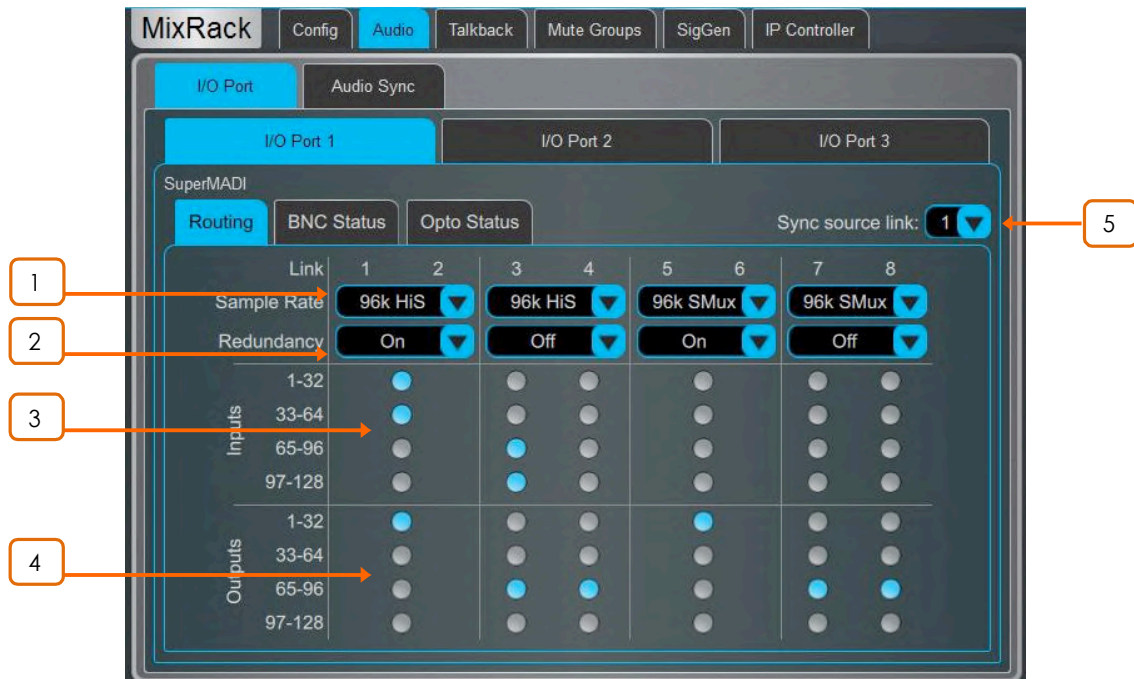 MixRack Config Audio Talkback Mute Groups SigGen IP Controller
I/O Port Audio Sync
I/O Port 1 I/O Port 2 I/O Port 3
SuperMADI
Routing BNC Status Opto Status Sync source link: 1 5
Link 1 2 3 4 5 6 7 8
1 Sample Rate 96k HiS 96k HiS 96k SMux 96k SMux
2 Redundancy On Off On Off
Inputs
1-32
3 33-64
65-96
97-128
Outputs
1-32
4 33-64
65-96
97-128